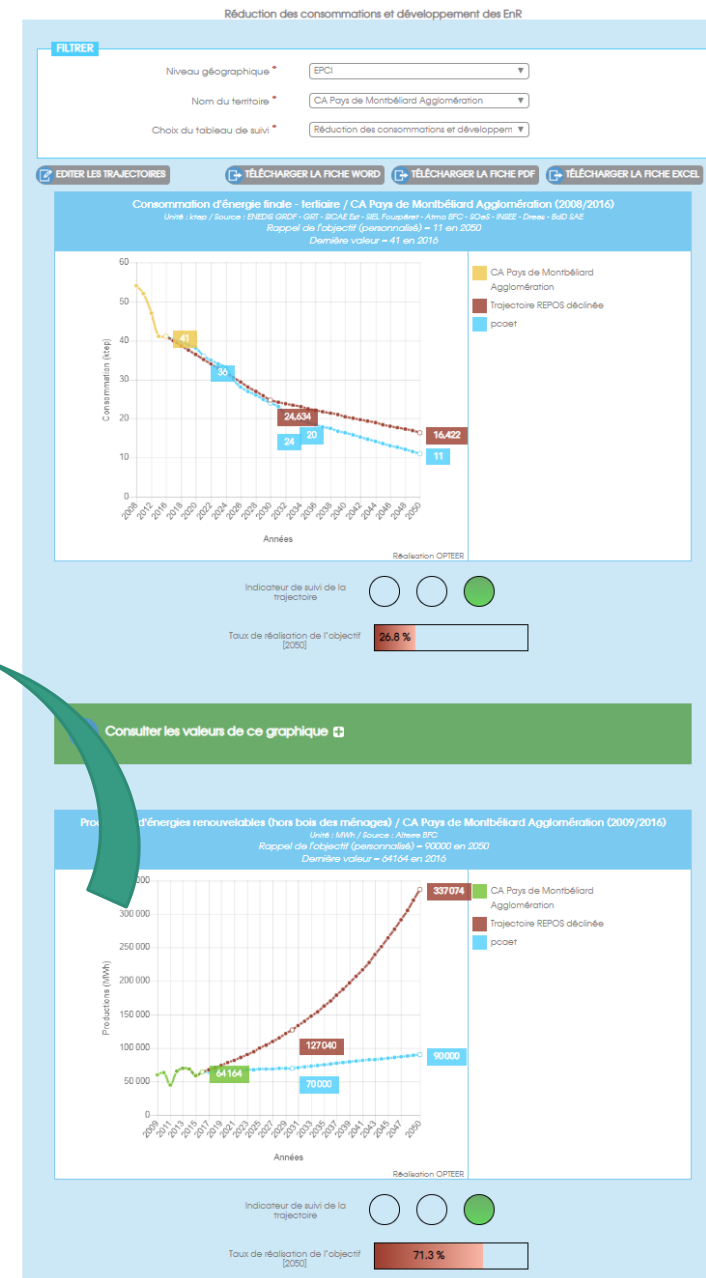 Réduction des consommations et développement des EnR
FILTRER
Niveau géographique *
EPCI
Nom du territoire *
CA Pays de Montbéliard Agglomération
Choix du tableau de suivi *
Réduction des consommations et développem
EDITER LES TRAJECTOIRES
TÉLÉCHARGER LA FICHE WORD
TÉLÉCHARGER LA FICHE PDF
TÉLÉCHARGER LA FICHE EXCEL
Consommation d'énergie finale - tertiaire / CA Pays de Montbéliard Agglomération (2008/2016)
Unité : ktep / Source : ENEDIS GRDF - GRT - SICAE Est - SIEL Fourpéret - Atmo BFC - SOeS - INSEE - Drees - BdD SAE
Rappel de l'objectif (personnalisé) = 11 en 2050
Dernière valeur = 41 en 2016
60
50
40
30
20
10
0
Consommation (ktep)
41
36
24,634
24
20
16,422
11
2008 2012 2016 2018 2020 2022 2024 2026 2028 2030 2032 2034 2036 2038 2040 2042 2044 2046 2048 2050
Années
CA Pays de Montbéliard
Agglomération
Trajectoire REPOS déclinée
pcaet
Réalisation OPTEER
Indicateur de suivi de la
trajectoire
Taux de réalisation de l'objectif
[2050]
26.8 %
Consulter les valeurs de ce graphique
d'énergies renouvelables (hors bois des ménages) / CA Pays de Montbéliard Agglomération (2009/2016)
Unité : MWh / Source : Alterre BFC
Rappel de l'objectif (personnalisé) = 90000 en 2050
Dernière valeur = 64164 en 2016
300 000
250 000
200 000
150 000
100 000
50 000
0
Productions (MWh)
337074
127040
64164
70000
90000
2009 2011 2013 2015 2017 2019 2021 2023 2025 2027 2029 2031 2033 2035 2037 2039 2041 2043 2045 2047 2050
Années
CA Pays de Montbéliard
Agglomération
Trajectoire REPOS déclinée
pcaet
Réalisation OPTEER
Indicateur de suivi de la
trajectoire
Taux de réalisation de l'objectif
[2050]
71.3 %